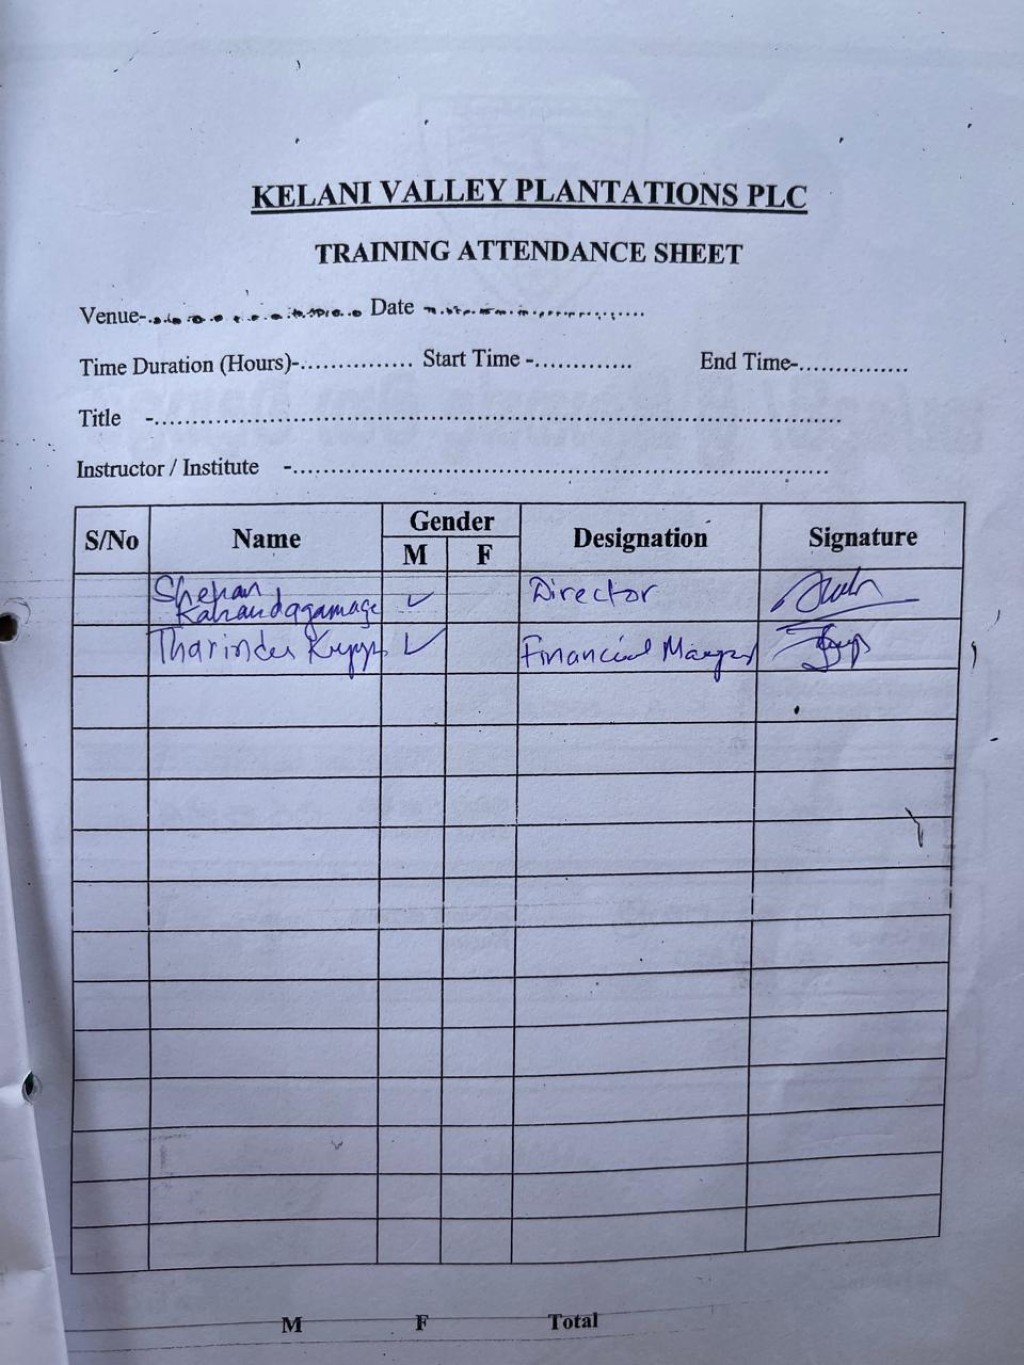 KELANI VALLEY PLANTATIONS PLC
TRAINING ATTENDANCE SHEET
Venue-.................... Date ....................
Time Duration (Hours)-............... Start Time -............. End Time-...............
Title -....................................................................................
Instructor / Institute -....................................................................................
S/No Name Gender Designation Signature
M F
Shehan Kahandagamage ✓ Director
Tharindu ✓ Financial
M F Total